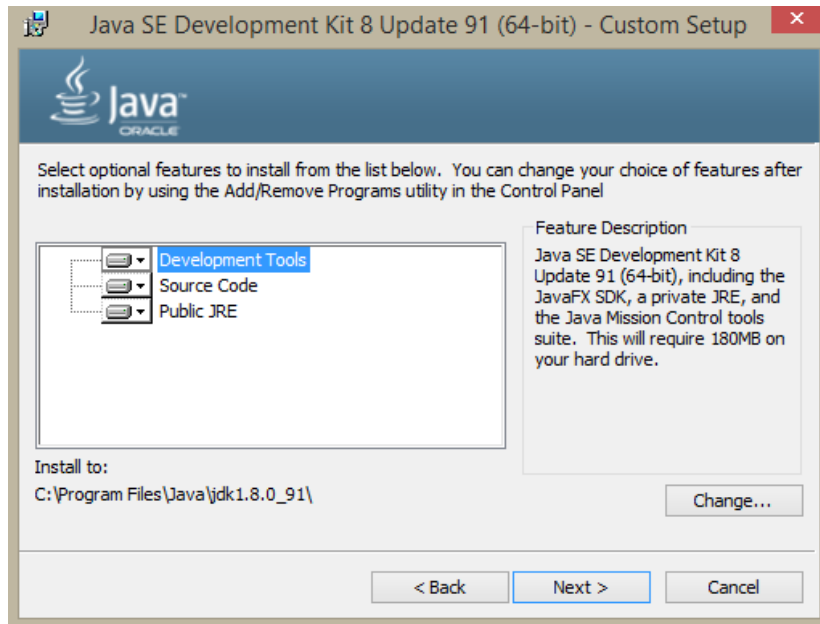 Java SE Development Kit 8 Update 91 (64-bit) - Custom Setup
Java™
ORACLE
Select optional features to install from the list below. You can change your choice of features after
installation by using the Add/Remove Programs utility in the Control Panel
Development Tools
Source Code
Public JRE
Feature Description
Java SE Development Kit 8
Update 91 (64-bit), including the
JavaFX SDK, a private JRE, and
the Java Mission Control tools
suite. This will require 180MB on
your hard drive.
Install to:
C:\Program Files\Java\jdk1.8.0_91\
Change...
< Back
Next >
Cancel